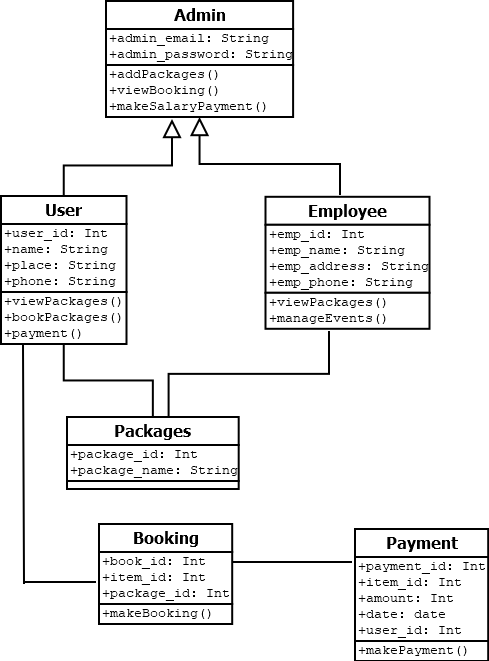 Admin
+admin_email: String
+admin_password: String
+addPackages()
+viewBooking()
+makeSalaryPayment()
User
+user_id: Int
+name: String
+place: String
+phone: String
+viewPackages()
+bookPackages()
+payment()
Employee
+emp_id: Int
+emp_name: String
+emp_address: String
+emp_phone: String
+viewPackages()
+manageEvents()
Packages
+package_id: Int
+package_name: String
Booking
+book_id: Int
+item_id: Int
+package_id: Int
+makeBooking()
Payment
+payment_id: Int
+item_id: Int
+amount: Int
+date: date
+user_id: Int
+makePayment()